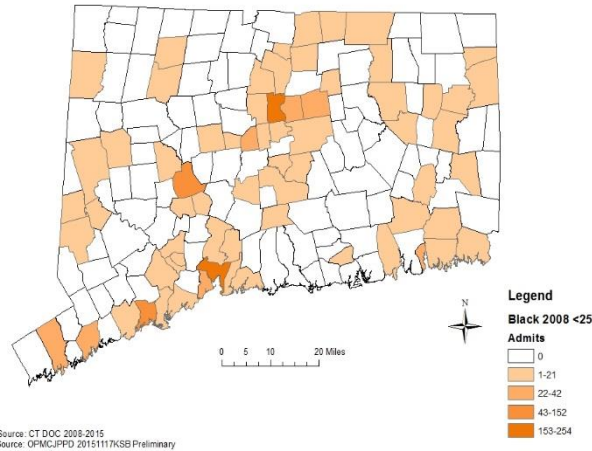 N
Legend
Black 2008 <25
Admits
0
1-21
22-42
43-152
153-254
0 5 10 20 Miles
Source: CT DOC 2008-2015
Source: OPMCJPPD 20151117KSB Preliminary